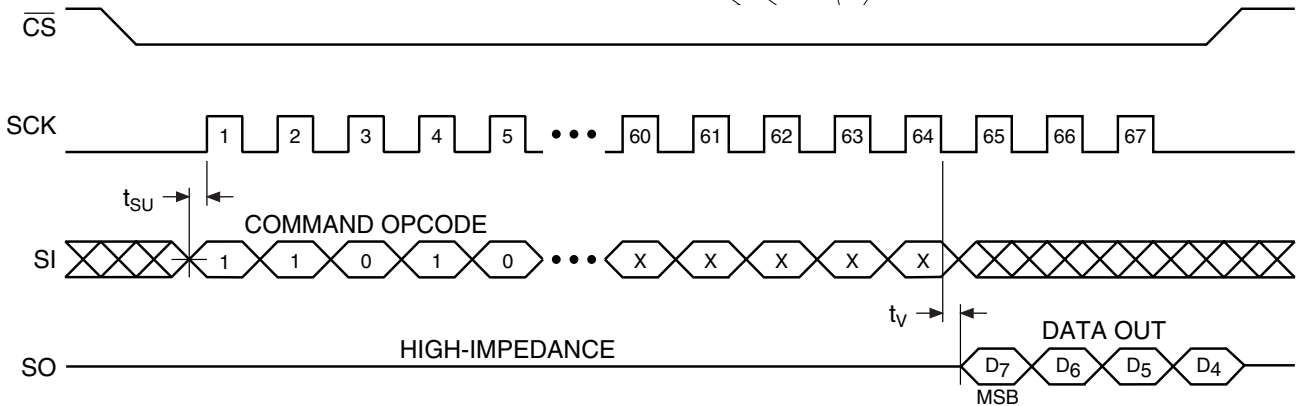 CS
SCK 1 2 3 4 5 ••• 60 61 62 63 64 65 66 67
tSU
COMMAND OPCODE
SI 1 1 0 1 0 ••• X X X X X
tV
DATA OUT
HIGH-IMPEDANCE
SO D7 D6 D5 D4
MSB